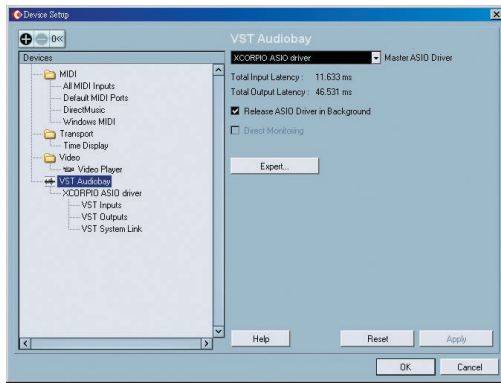 Device Setup
0<<
VST Audiobay
Devices
MIDI
All MIDI Inputs
Default MIDI Ports
DirectMusic
Windows MIDI
Transport
Time Display
Video
Video Player
VST Audiobay
XCORPIO ASIO driver
VST Inputs
VST Outputs
VST System Link
XCORPIO ASIO driver Master ASIO Driver
Total Input Latency : 11.633 ms
Total Output Latency : 46.531 ms
Release ASIO Driver in Background
Direct Monitoring
Expert...
Help Reset Apply
OK Cancel